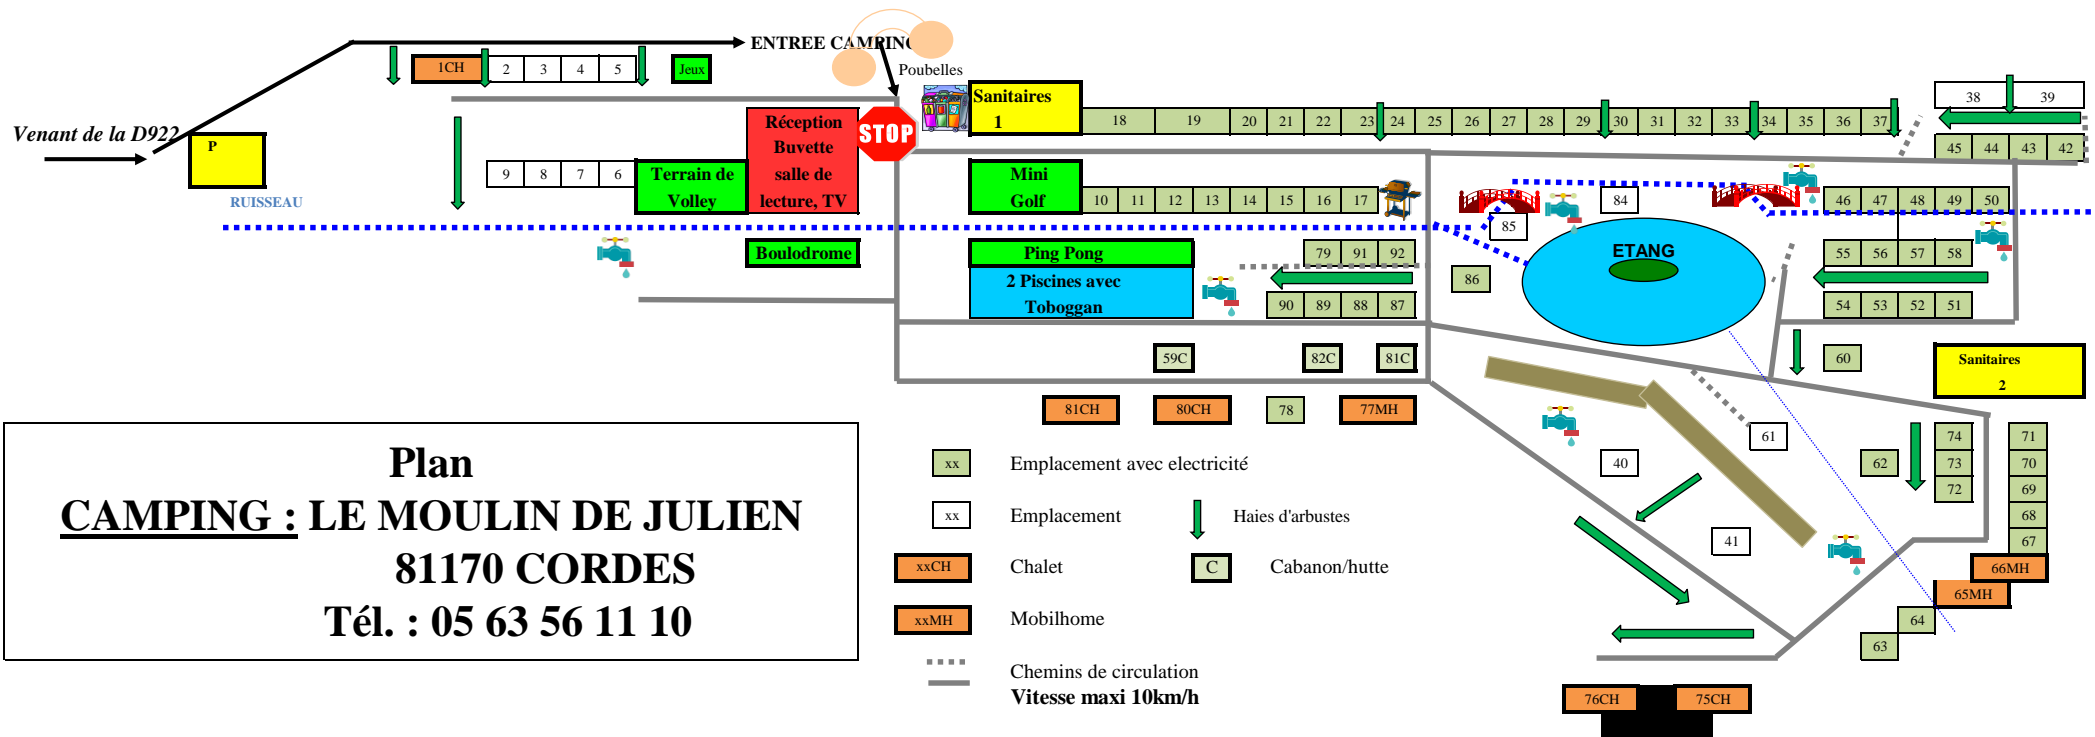 ENTREE CAMPING
Poubelles
1CH 2 3 4 5 Jeux
Venant de la D922
P
RUISSEAU
Réception
Buvette
salle de
lecture, TV
STOP
Sanitaires
1
18 19 20 21 22 23 24 25 26 27 28 29 30 31 32 33 34 35 36 37
38 39
45 44 43 42
9 8 7 6
Terrain de
Volley
Mini
Golf
10 11 12 13 14 15 16 17
84
85
46 47 48 49 50
Boulodrome
Ping Pong
79 91 92
ETANG
55 56 57 58
2 Piscines avec
Toboggan
86
90 89 88 87
54 53 52 51
59C 82C 81C
60
Sanitaires
2
81CH 80CH 78 77MH
61
40
41
62
74
73
72
71
70
69
68
67
66MH
65MH
64
63
76CH 75CH
Plan
CAMPING : LE MOULIN DE JULIEN
81170 CORDES
Tél. : 05 63 56 11 10
xx Emplacement avec electricité
xx Emplacement
Haies d'arbustes
xxCH Chalet
C Cabanon/hutte
xxMH Mobilhome
Chemins de circulation
Vitesse maxi 10km/h